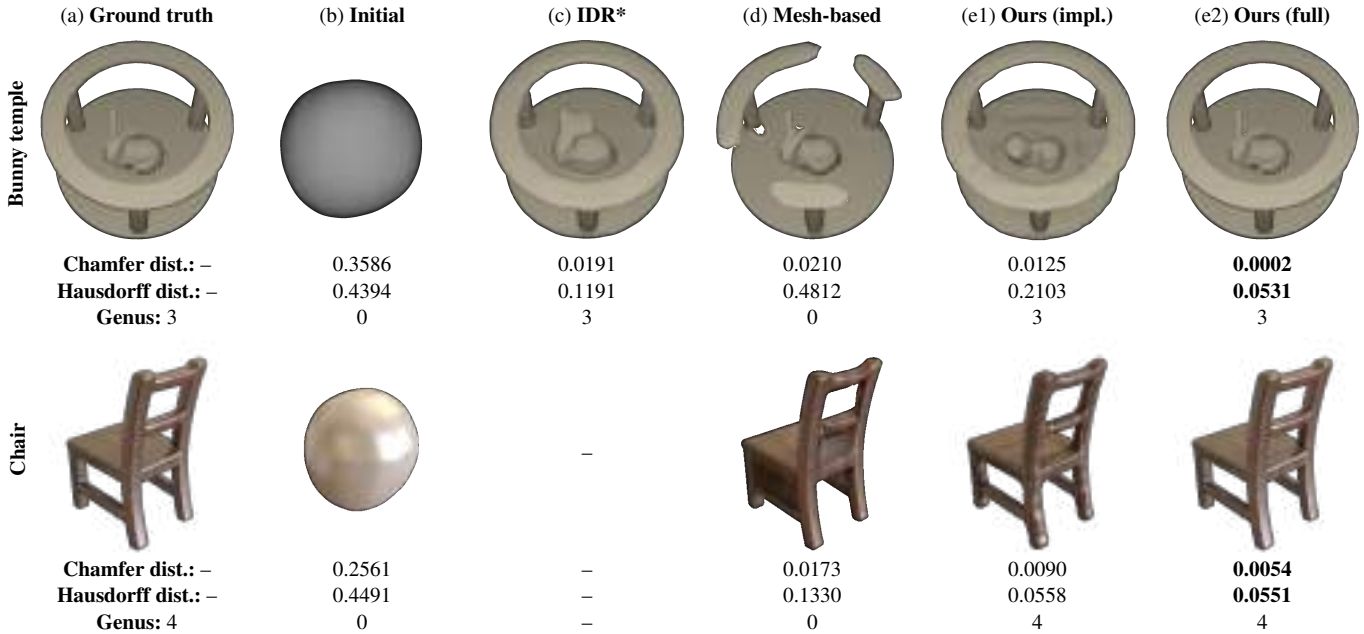 (a) Ground truth (b) Initial (c) IDR* (d) Mesh-based (e1) Ours (impl.) (e2) Ours (full)
Bunny temple
Chamfer dist.: – 0.3586 0.0191 0.0210 0.0125 0.0002
Hausdorff dist.: – 0.4394 0.1191 0.4812 0.2103 0.0531
Genus: 3 0 3 0 3 3
Chair
–
Chamfer dist.: – 0.2561 – 0.0173 0.0090 0.0054
Hausdorff dist.: – 0.4491 – 0.1330 0.0558 0.0551
Genus: 4 0 – 0 4 4